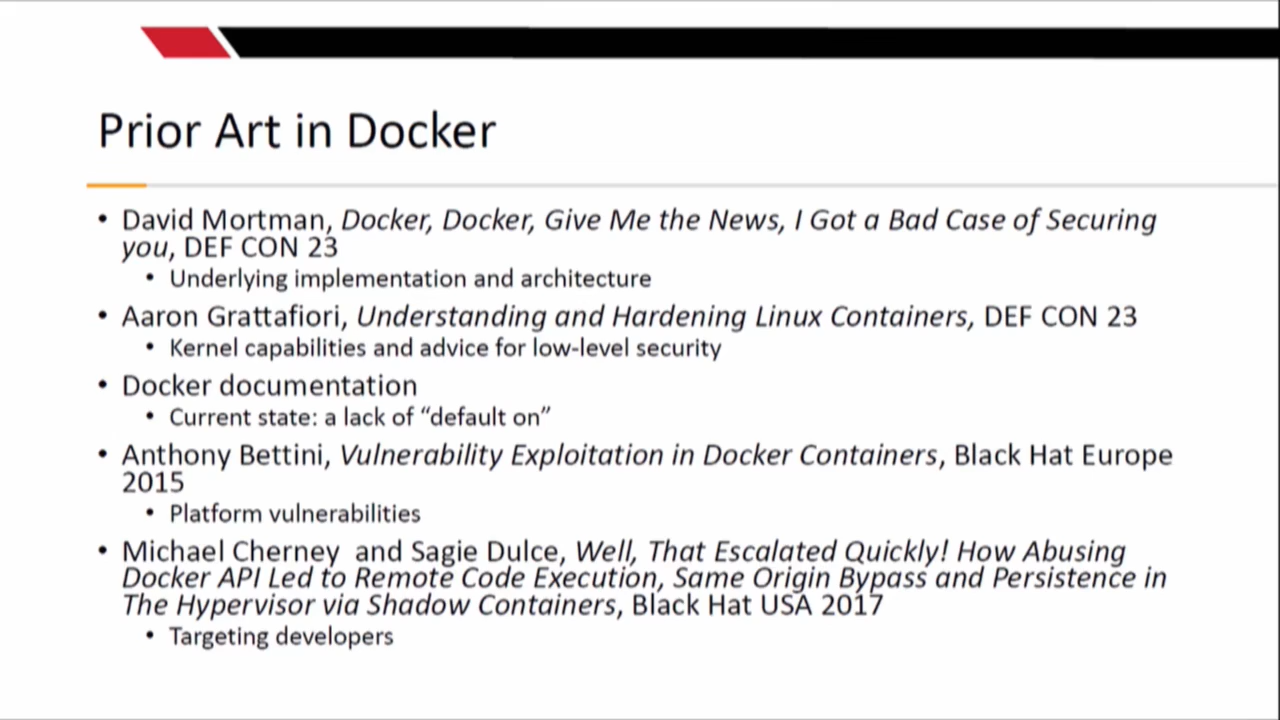 Prior Art in Docker
• David Mortman, Docker, Docker, Give Me the News, I Got a Bad Case of Securing
you, DEF CON 23
• Underlying implementation and architecture
• Aaron Grattafiori, Understanding and Hardening Linux Containers, DEF CON 23
• Kernel capabilities and advice for low-level security
• Docker documentation
• Current state: a lack of “default on”
• Anthony Bettini, Vulnerability Exploitation in Docker Containers, Black Hat Europe
2015
• Platform vulnerabilities
• Michael Cherney  and Sagie Dulce, Well, That Escalated Quickly! How Abusing
Docker API Led to Remote Code Execution, Same Origin Bypass and Persistence in
The Hypervisor via Shadow Containers, Black Hat USA 2017
• Targeting developers